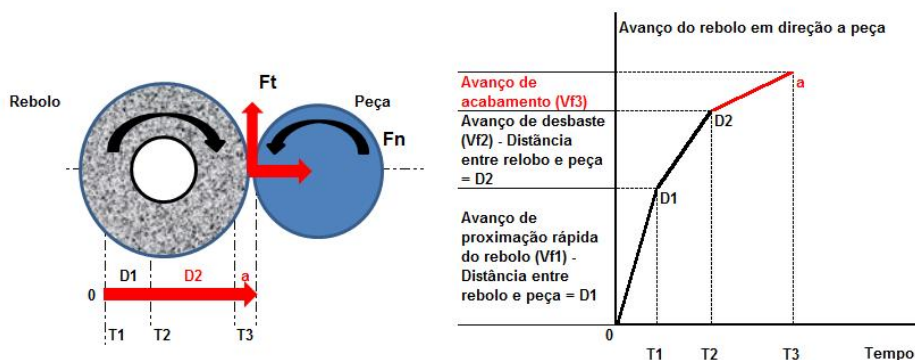 Rebolo
Ft
Peça
Fn
D1
D2
a
0
T1
T2
T3
Avanço do rebolo em direção a peça
Avanço de
acabamento (Vf3)
Avanço de desbaste
(Vf2) - Distãncia
entre relobo e peça
= D2
Avanço de
proximação rápida
do rebolo (Vf1) -
Distância entre
rebolo e peça = D1
a
D2
D1
0
T1
T2
T3
Tempo